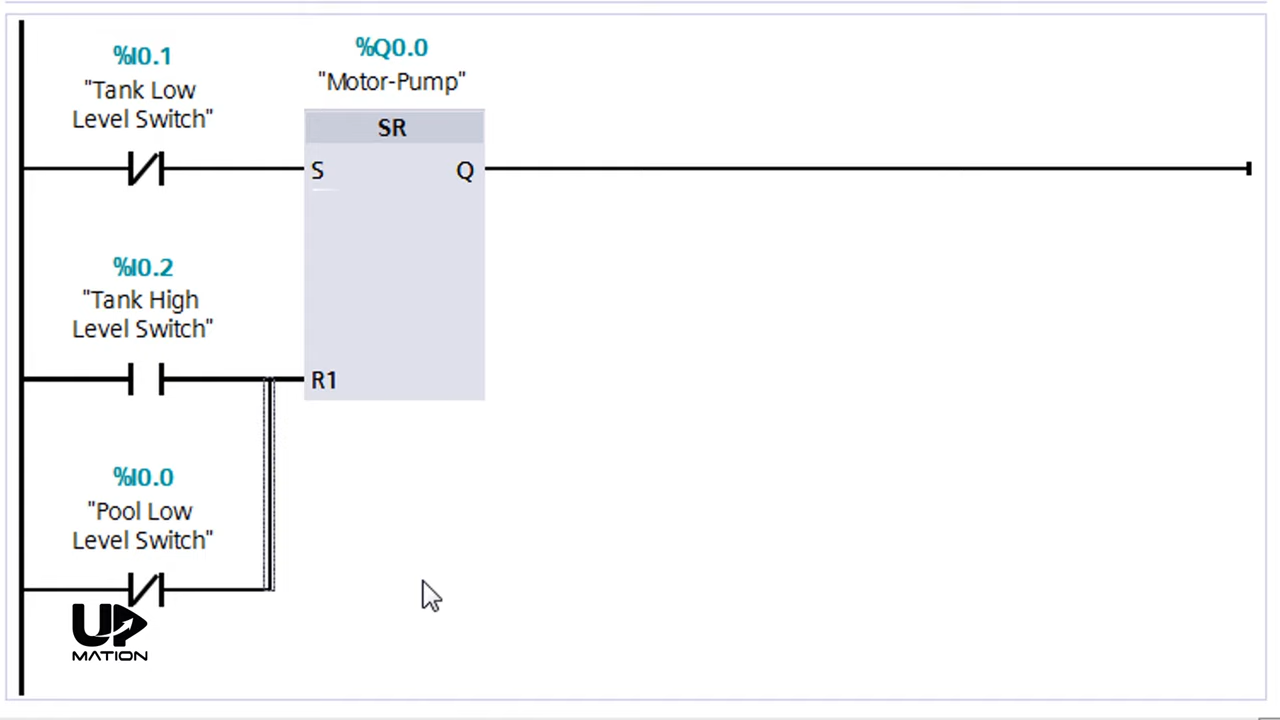 %I0.1
"Tank Low
Level Switch"
%Q0.0
"Motor-Pump"
SR
S
Q
%I0.2
"Tank High
Level Switch"
R1
%I0.0
"Pool Low
Level Switch"
UP
MATION